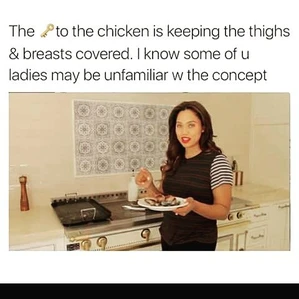 The 🔑to the chicken is keeping the thighs
& breasts covered. I know some of u
ladies may be unfamiliar w the concept